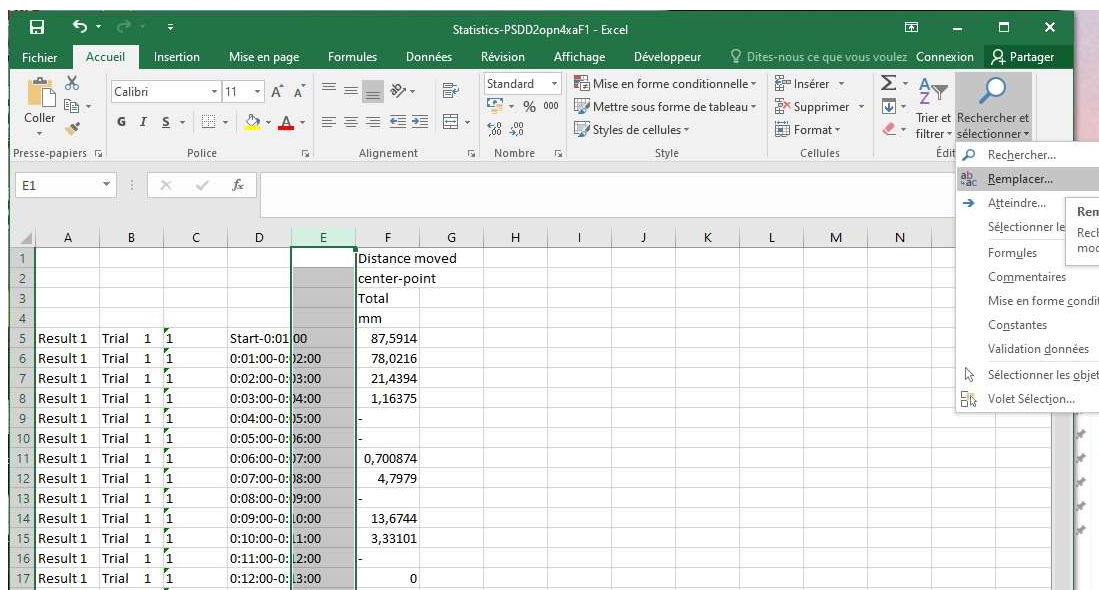 Statistics-PSDD2opn4xaF1 - Excel
Fichier Accueil Insertion Mise en page Formules Données Révision Affichage Développeur Dites-nous ce que vous voulez Connexion Partager
Coller
Calibri 11
G I S
Standard
% 000
Mise en forme conditionnelle
Mettre sous forme de tableau
Styles de cellules
Insérer
Supprimer
Format
Trier et filtrer
Rechercher et sélectionner
Presse-papiers Police Alignement Nombre Style Cellules Édit
Rechercher...
Remplacer...
Atteindre...
Sélectionner le
Formules
Commentaires
Mise en forme condit
Constantes
Validation données
Sélectionner les objet
Volet Sélection...
Rem
Rech
mod
E1 fx
A B C D E F G H I J K L M N
1 Distance moved
2 center-point
3 Total
4 mm
5 Result 1 Trial 1 1 Start-0:01:00 87,5914
6 Result 1 Trial 1 1 0:01:00-0:02:00 78,0216
7 Result 1 Trial 1 1 0:02:00-0:03:00 21,4394
8 Result 1 Trial 1 1 0:03:00-0:04:00 1,16375
9 Result 1 Trial 1 1 0:04:00-0:05:00 -
10 Result 1 Trial 1 1 0:05:00-0:06:00 -
11 Result 1 Trial 1 1 0:06:00-0:07:00 0,700874
12 Result 1 Trial 1 1 0:07:00-0:08:00 4,7979
13 Result 1 Trial 1 1 0:08:00-0:09:00 -
14 Result 1 Trial 1 1 0:09:00-0:10:00 13,6744
15 Result 1 Trial 1 1 0:10:00-0:11:00 3,33101
16 Result 1 Trial 1 1 0:11:00-0:12:00 -
17 Result 1 Trial 1 1 0:12:00-0:13:00 0